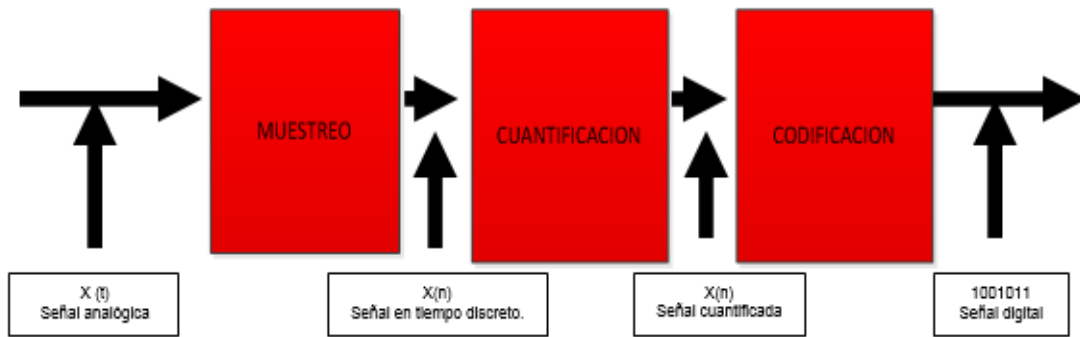 MUESTREO
CUANTIFICACION
CODIFICACION
X (t)
Señal analógica
X(n)
Señal en tiempo discreto.
X(n)
Señal cuantificada
1001011
Señal digital